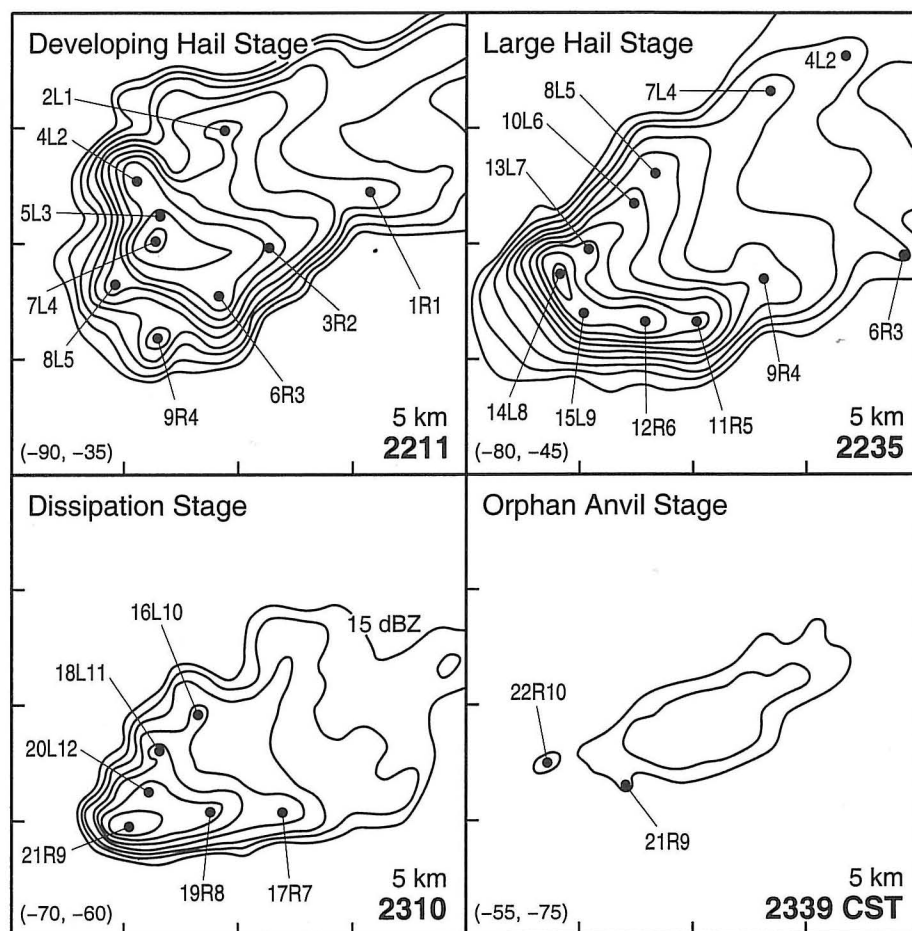 Developing Hail Stage
2L1
4L2
5L3
7L4
8L5
9R4
6R3
3R2
1R1
5 km
(−90, −35)
2211
Large Hail Stage
4L2
7L4
8L5
10L6
13L7
14L8
15L9
12R6
11R5
9R4
6R3
5 km
(−80, −45)
2235
Dissipation Stage
15 dBZ
16L10
18L11
20L12
21R9
19R8
17R7
5 km
(−70, −60)
2310
Orphan Anvil Stage
22R10
21R9
5 km
(−55, −75)
2339 CST